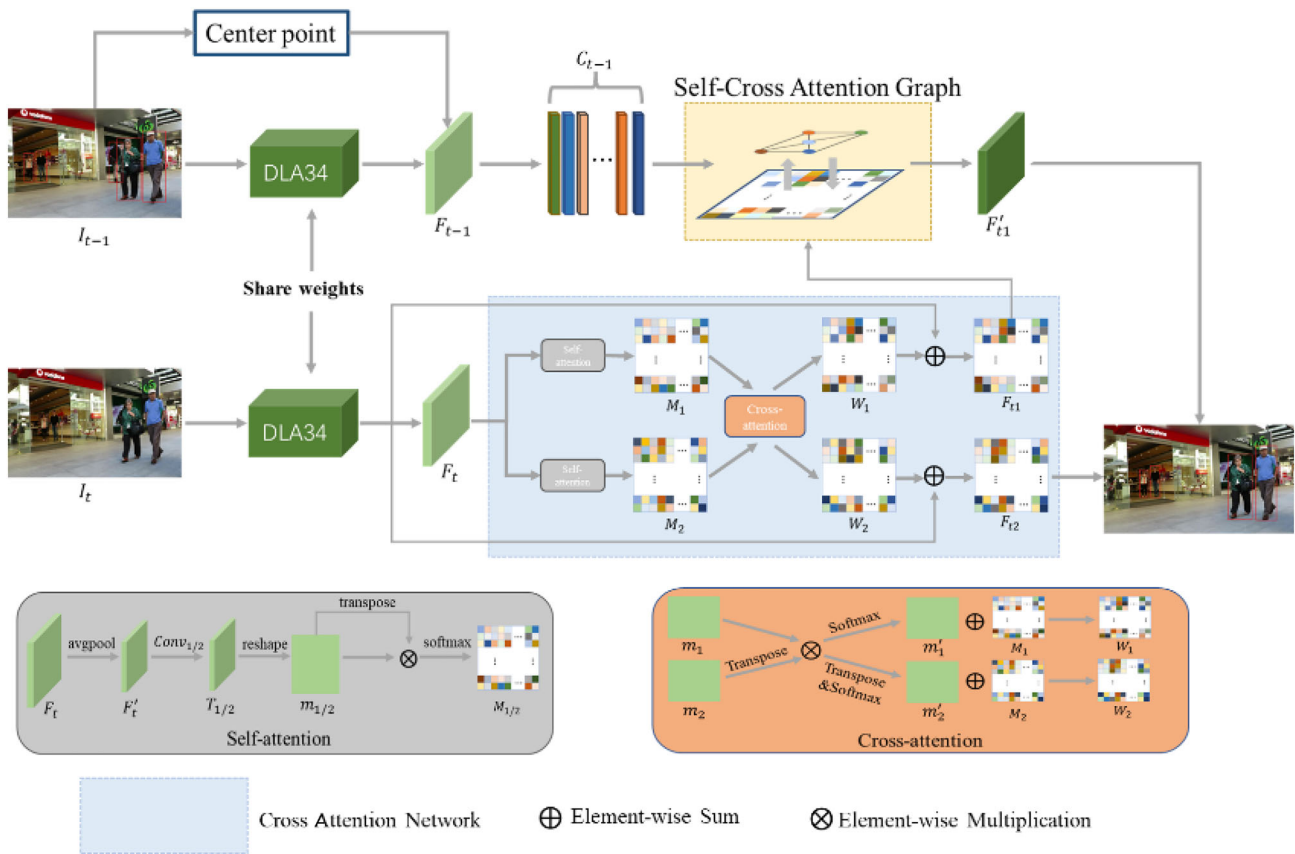 Center point
C_{t-1}
Self-Cross Attention Graph
DLA34
I_{t-1}
F_{t-1}
F'_{t1}
Share weights
Self-attention
M_1
W_1
F_{t1}
DLA34
Cross-attention
I_t
F_t
Self-attention
M_2
W_2
F_{t2}
transpose
avgpool
Conv_{1/2}
reshape
⊗
softmax
F_t
F'_t
T_{1/2}
m_{1/2}
M_{1/2}
Self-attention
m_1
Softmax
m'_1
⊕
M_1
W_1
Transpose
⊗
Transpose
&Softmax
m_2
m'_2
⊕
M_2
W_2
Cross-attention
Cross Attention Network
⊕ Element-wise Sum
⊗ Element-wise Multiplication